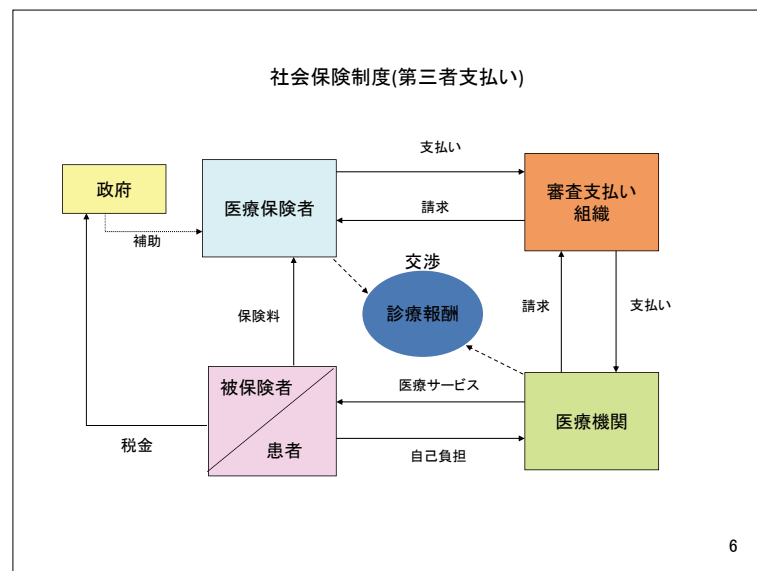 社会保険制度(第三者支払い)
支払い
政府
医療保険者
審査支払い
組織
請求
補助
交渉
診療報酬
保険料
請求
支払い
被保険者
医療サービス
医療機関
患者
税金
自己負担
6